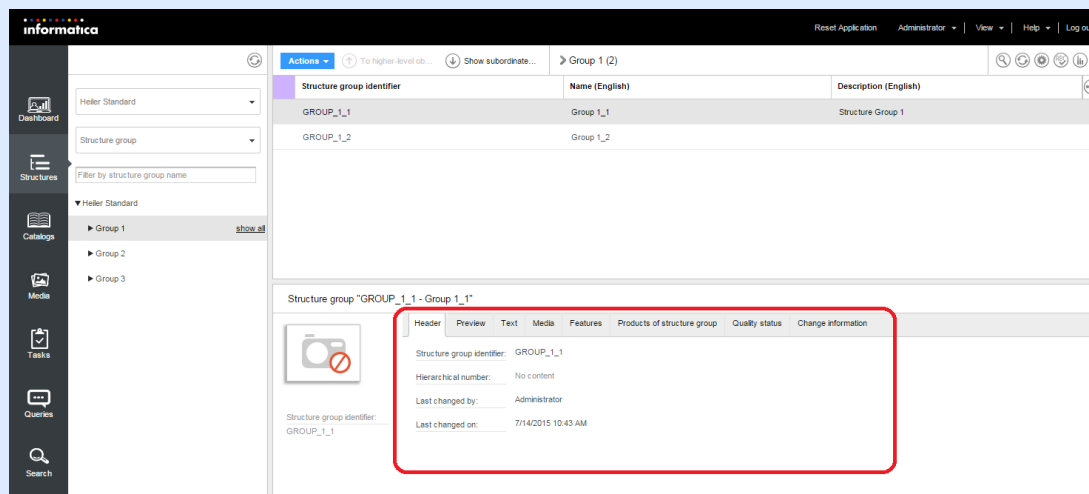 informatica
Reset Application Administrator View Help Log ou
Actions To higher-level ob... Show subordinate... Group 1 (2)
Structure group identifier Name (English) Description (English)
GROUP_1_1 Group 1_1 Structure Group 1
GROUP_1_2 Group 1_2
Dashboard
Structures
Catalogs
Media
Tasks
Queries
Search
Heiler Standard
Structure group
Filter by structure group name
Heiler Standard
Group 1 show all
Group 2
Group 3
Structure group "GROUP_1_1 - Group 1_1"
Header Preview Text Media Features Products of structure group Quality status Change information
Structure group identifier: GROUP_1_1
Hierarchical number: No content
Last changed by: Administrator
Last changed on: 7/14/2015 10:43 AM
Structure group identifier:
GROUP_1_1